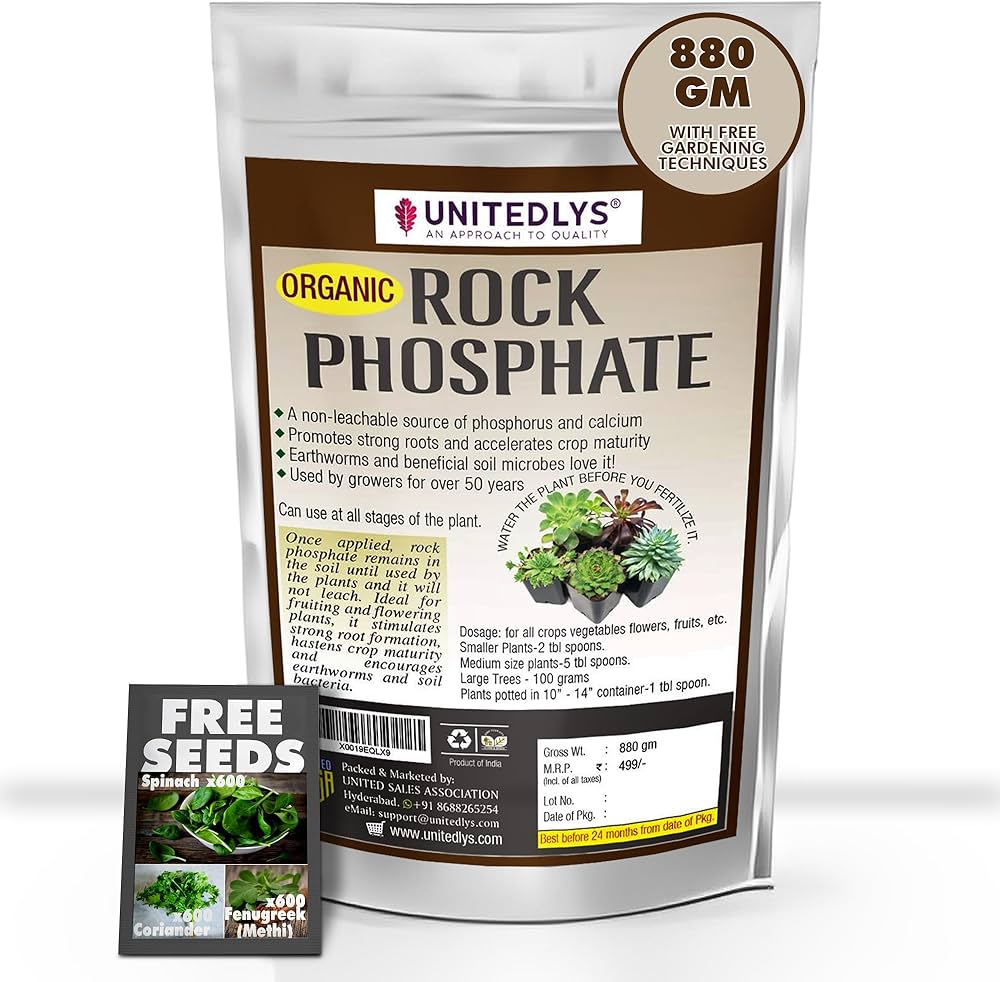 880
GM
WITH FREE
GARDENING
TECHNIQUES
UNITEDLYS®
AN APPROACH TO QUALITY
ORGANIC
ROCK
PHOSPHATE
A non-leachable source of phosphorus and calcium
Promotes strong roots and accelerates crop maturity
Earthworms and beneficial soil microbes love it!
Used by growers for over 50 years
WATER THE PLANT BEFORE YOU FERTILIZE IT.
Can use at all stages of the plant.
Once applied, rock
phosphate remains in
the soil until used by
the plants and it will
not leach. Ideal for
fruiting and flowering
plants, it stimulates
strong root formation,
hastens crop maturity
and encourages
earthworms and soil
bacteria.
Dosage: for all crops vegetables flowers, fruits, etc.
Smaller Plants-2 tbl spoons.
Medium size plants-5 tbl spoons.
Large Trees - 100 grams
Plants potted in 10" - 14" container-1 tbl spoon.
X0019EQLX9
Product of India
Packed & Marketed by:
UNITED SALES ASSOCIATION
Hyderabad. +91 8688265254
eMail: support@unitedlys.com
www.unitedlys.com
Gross Wt. : 880 gm
M.R.P. ₹ : 499/-
(Incl. of all taxes)
Lot No. :
Date of Pkg. :
Best before 24 months from date of Pkg.
FREE
SEEDS
Spinach x600
x600
Coriander
x600
Fenugreek
(Methi)